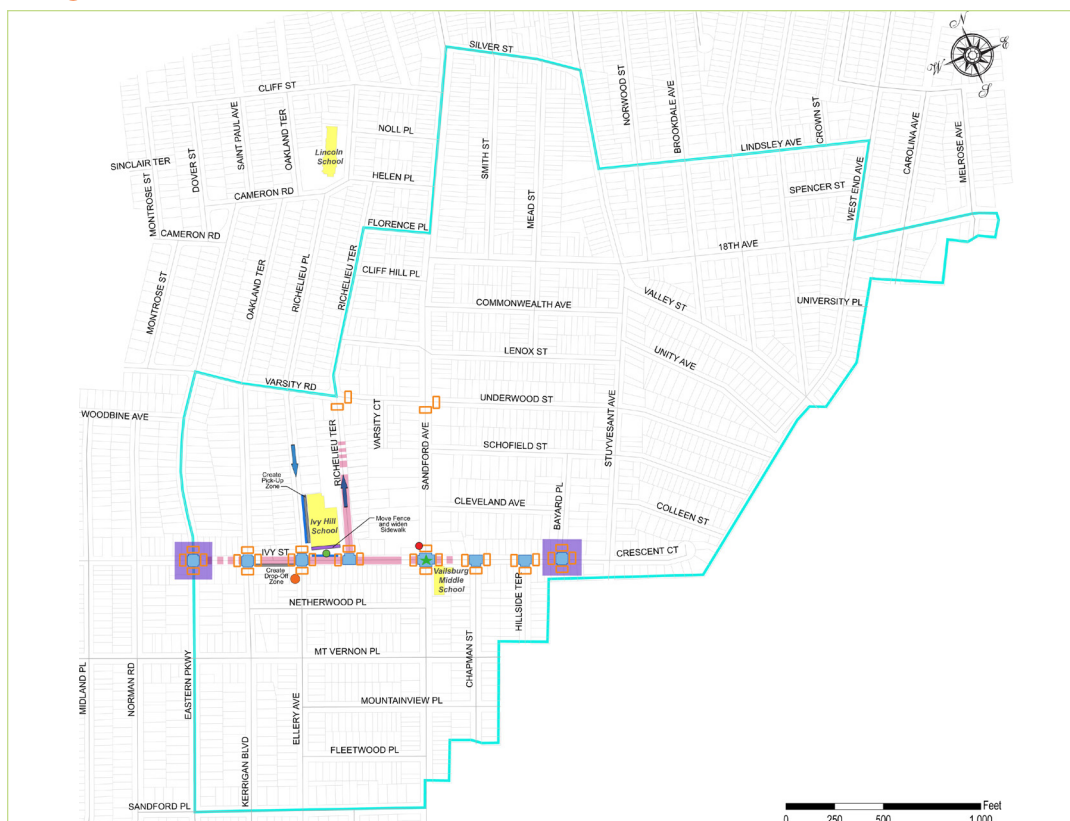 N
E
W
S
SILVER ST
CLIFF ST
NORWOOD ST
BROOKDALE AVE
CROWN ST
CAROLINA AVE
MELROSE AVE
SAINT PAUL AVE
OAKLAND TER
NOLL PL
LINDSLEY AVE
Lincoln
School
SMITH ST
SINCLAIR TER
DOVER ST
MONTROSE ST
HELEN PL
CAMERON RD
MEAD ST
SPENCER ST
WEST END AVE
FLORENCE PL
CAMERON RD
18TH AVE
RICHELIEU TER
CLIFF HILL PL
OAKLAND TER
RICHELIEU PL
MONTROSE ST
VALLEY ST
UNIVERSITY PL
COMMONWEALTH AVE
LENOX ST
UNITY AVE
VARSITY RD
UNDERWOOD ST
WOODBINE AVE
VARSITY CT
RICHELIEU TER
SANDFORD AVE
STUYVESANT AVE
SCHOFIELD ST
Create
Pick-Up
Zone
CLEVELAND AVE
BAYARD PL
COLLEEN ST
Ivy Hill
School
Move Fence
and widen
Sidewalk
IVY ST
CRESCENT CT
Create
Drop-Off
Zone
Vailsburg
Middle
School
HILLSIDE TER
NETHERWOOD PL
MT VERNON PL
CHAPMAN ST
MIDLAND PL
NORMAN RD
EASTERN PKWY
ELLERY AVE
MOUNTAINVIEW PL
KERRIGAN BLVD
FLEETWOOD PL
SANDFORD PL
Feet
0 250 500 1,000